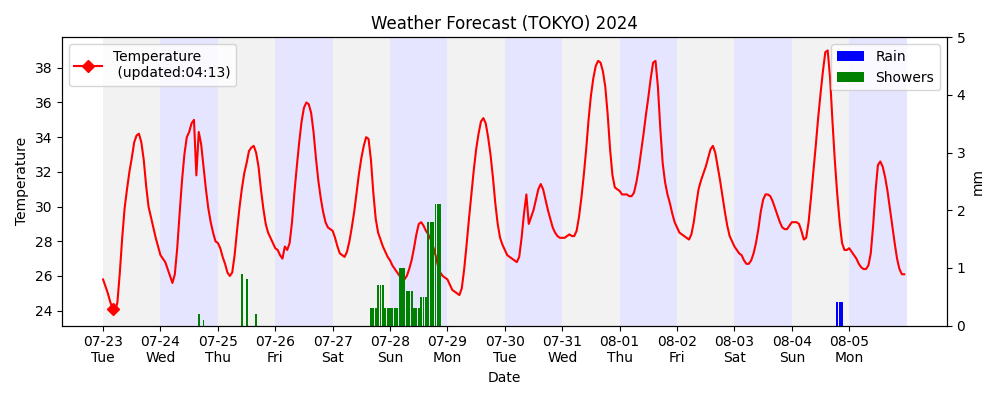 Weather Forecast (TOKYO) 2024
Temperature
(updated:04:13)
Rain
Showers
Temperature
38
36
34
32
30
28
26
24
5
4
3
2
1
0
mm
07-23 07-24 07-25 07-26 07-27 07-28 07-29 07-30 07-31 08-01 08-02 08-03 08-04 08-05
Tue Wed Thu Fri Sat Sun Mon Tue Wed Thu Fri Sat Sun Mon
Date